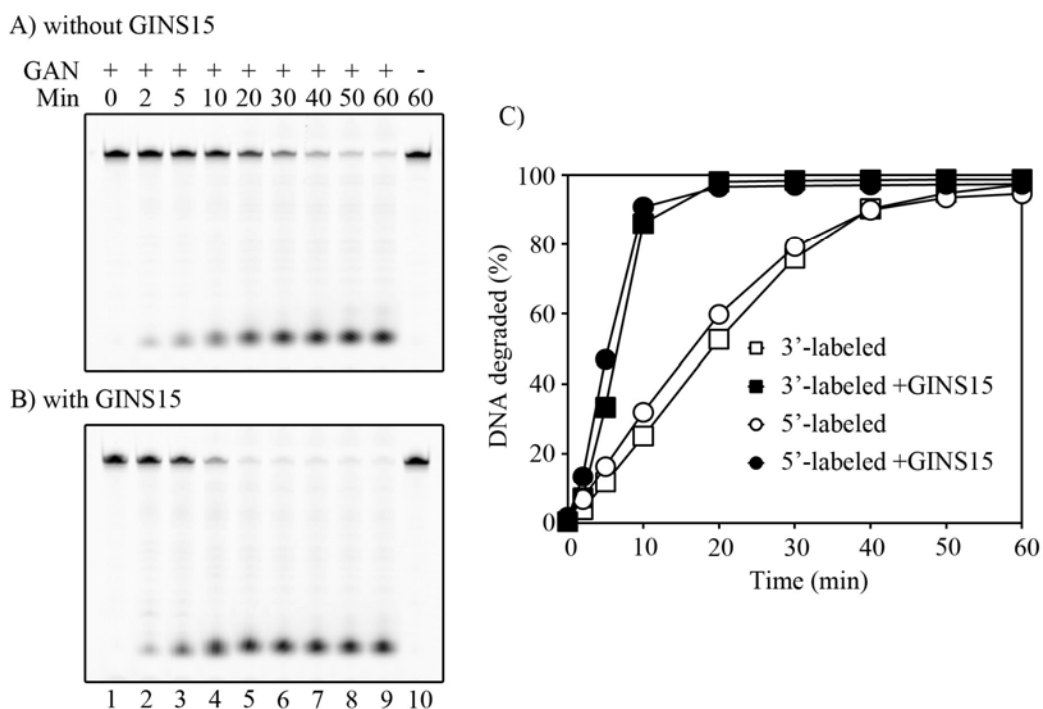 A) without GINS15
GAN + + + + + + + + + -
Min 0 2 5 10 20 30 40 50 60 60
B) with GINS15
1 2 3 4 5 6 7 8 9 10
C)
DNA degraded (%)
100
80
60
40
20
0
0 10 20 30 40 50 60
Time (min)
3’-labeled
3’-labeled +GINS15
5’-labeled
5’-labeled +GINS15